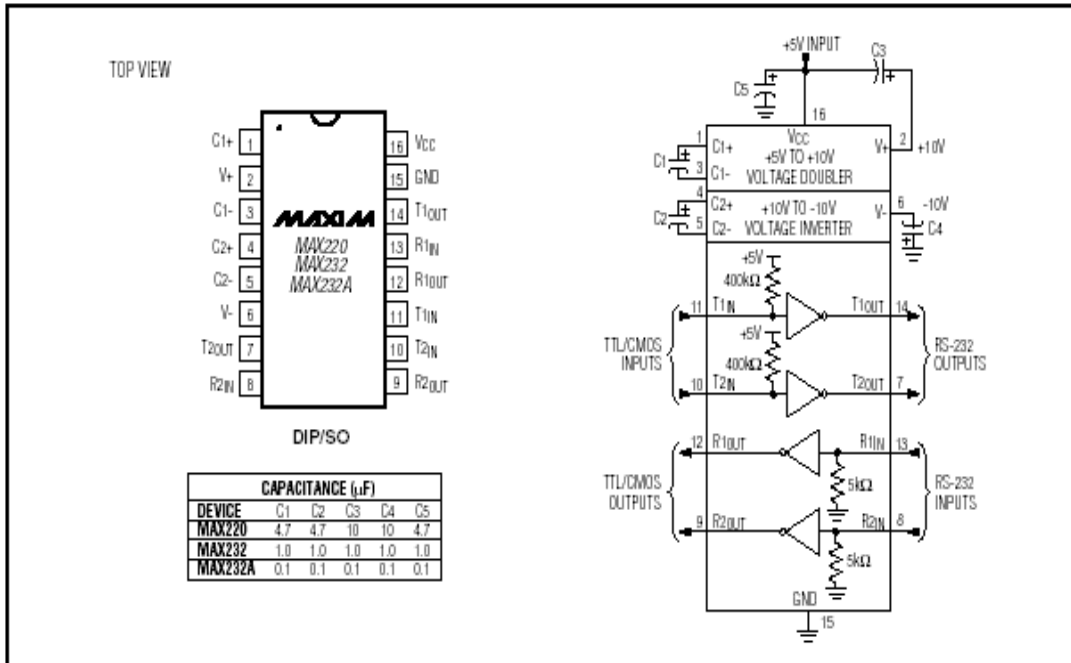 TOP VIEW
C1+ 1
V+ 2
C1- 3
C2+ 4
C2- 5
V- 6
T2OUT 7
R2IN 8
16 VCC
15 GND
14 T1OUT
13 R1IN
12 R1OUT
11 T1IN
10 T2IN
9 R2OUT
MAXIM
MAX220
MAX232
MAX232A
DIP/SO
CAPACITANCE (µF)
DEVICE C1 C2 C3 C4 C5
MAX220 4.7 4.7 10 10 4.7
MAX232 1.0 1.0 1.0 1.0 1.0
MAX232A 0.1 0.1 0.1 0.1 0.1
+5V INPUT
C3
C5
16
VCC
1 C1+
C1
3 C1-
+5V TO +10V
VOLTAGE DOUBLER
V+ 2 +10V
4 C2+
C2
5 C2-
+10V TO -10V
VOLTAGE INVERTER
V- 6 -10V
C4
+5V
400kΩ
11 T1IN
T1OUT 14
+5V
400kΩ
TTL/CMOS
INPUTS
RS-232
OUTPUTS
10 T2IN
T2OUT 7
12 R1OUT
R1IN 13
5kΩ
TTL/CMOS
OUTPUTS
RS-232
INPUTS
9 R2OUT
R2IN 8
5kΩ
GND
15